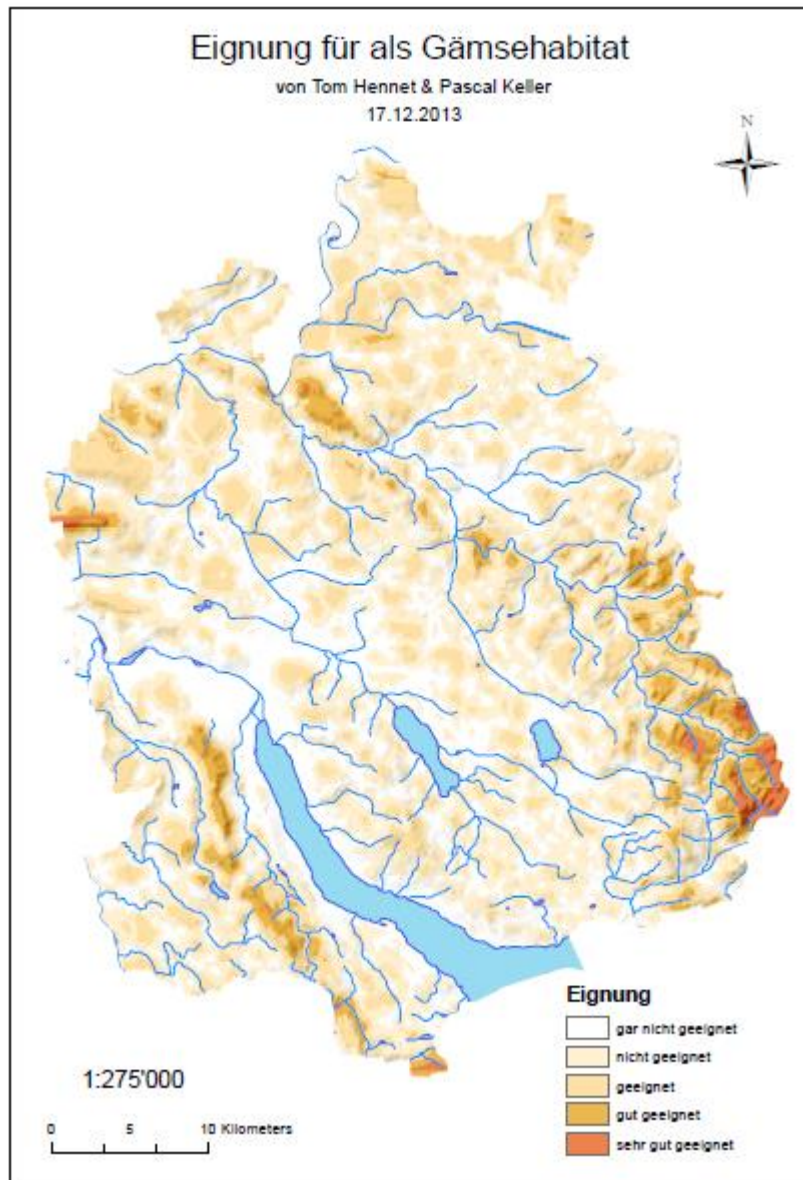 Eignung für als Gämsehabitat
von Tom Hennet & Pascal Keller
17.12.2013
N
Eignung
gar nicht geeignet
nicht geeignet
geeignet
gut geeignet
sehr gut geeignet
1:275'000
0 5 10 Kilometers